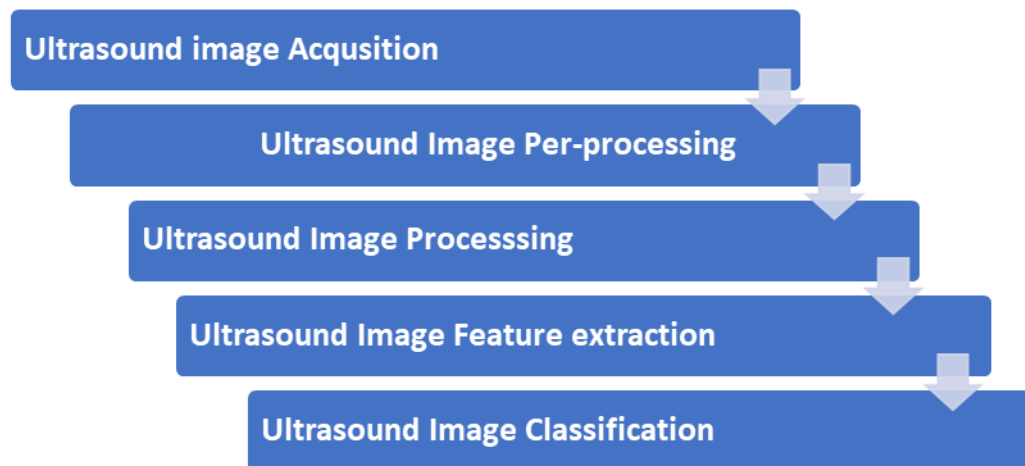 Ultrasound image Acqusition
Ultrasound Image Per-processing
Ultrasound Image Processsing
Ultrasound Image Feature extraction
Ultrasound Image Classification